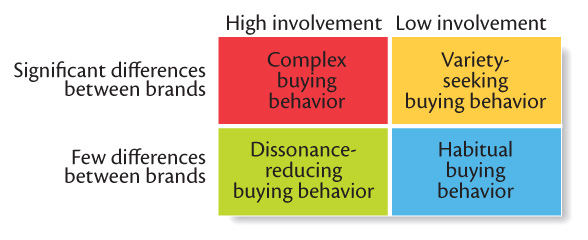 High involvement Low involvement
Significant differences
between brands
Complex
buying
behavior
Variety-
seeking
buying behavior
Few differences
between brands
Dissonance-
reducing
buying behavior
Habitual
buying
behavior